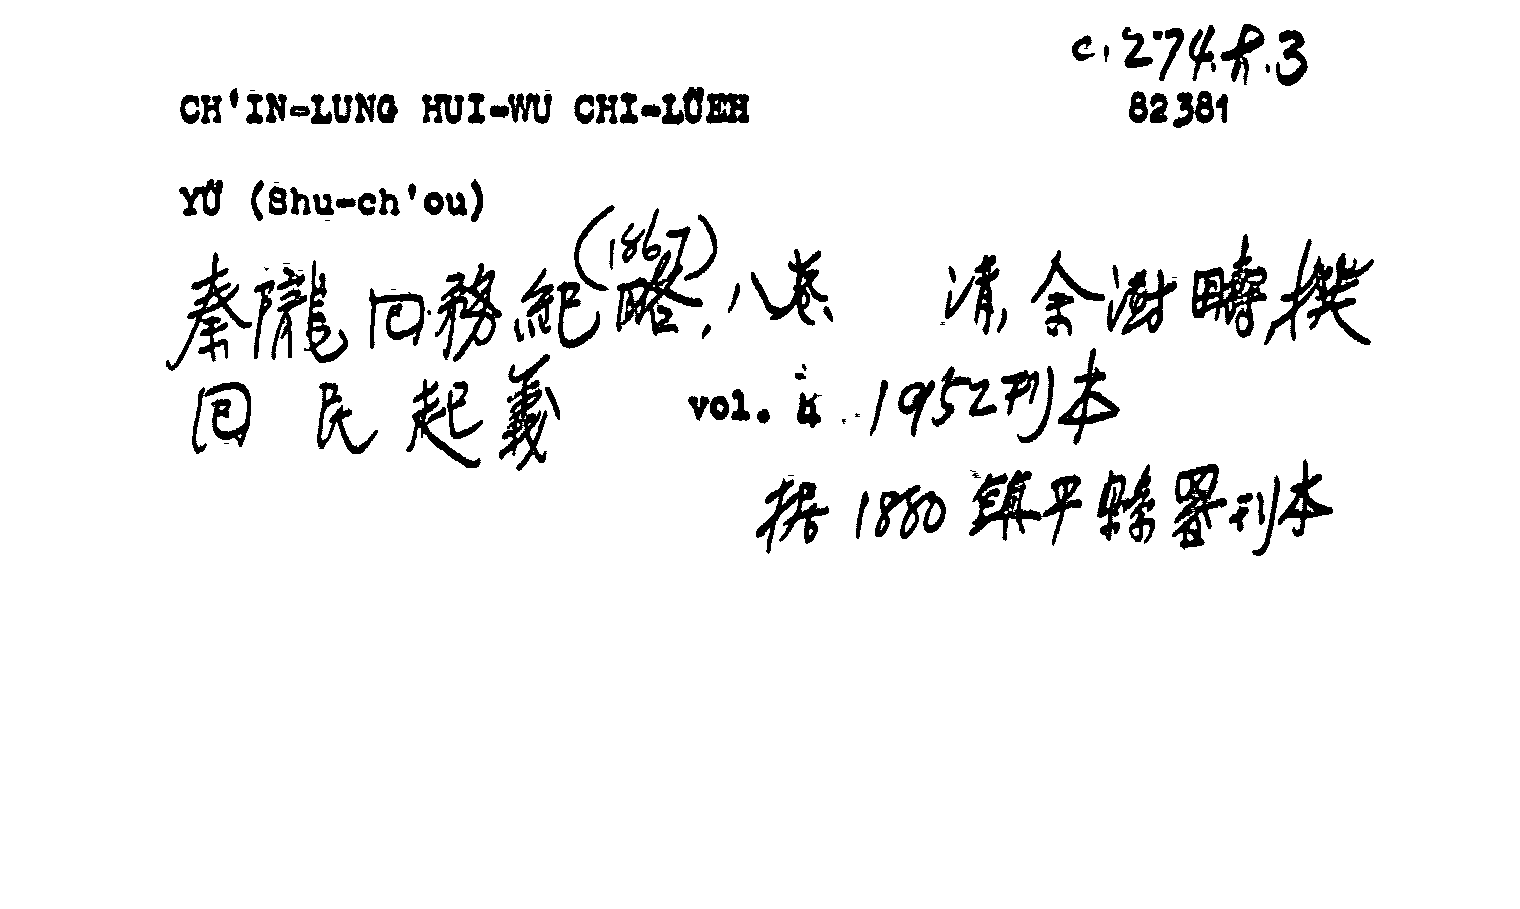 c.274.8.3
CH'IN-LUNG HUI-WU CHI-LÜEH
82381
YÜ (Shu-ch'ou)
(1867)
秦隴回務紀略, 八卷 清, 余澍疇撰
回民起義 vol. 4 1952刊本
据 1880 鎮平縣署刊本